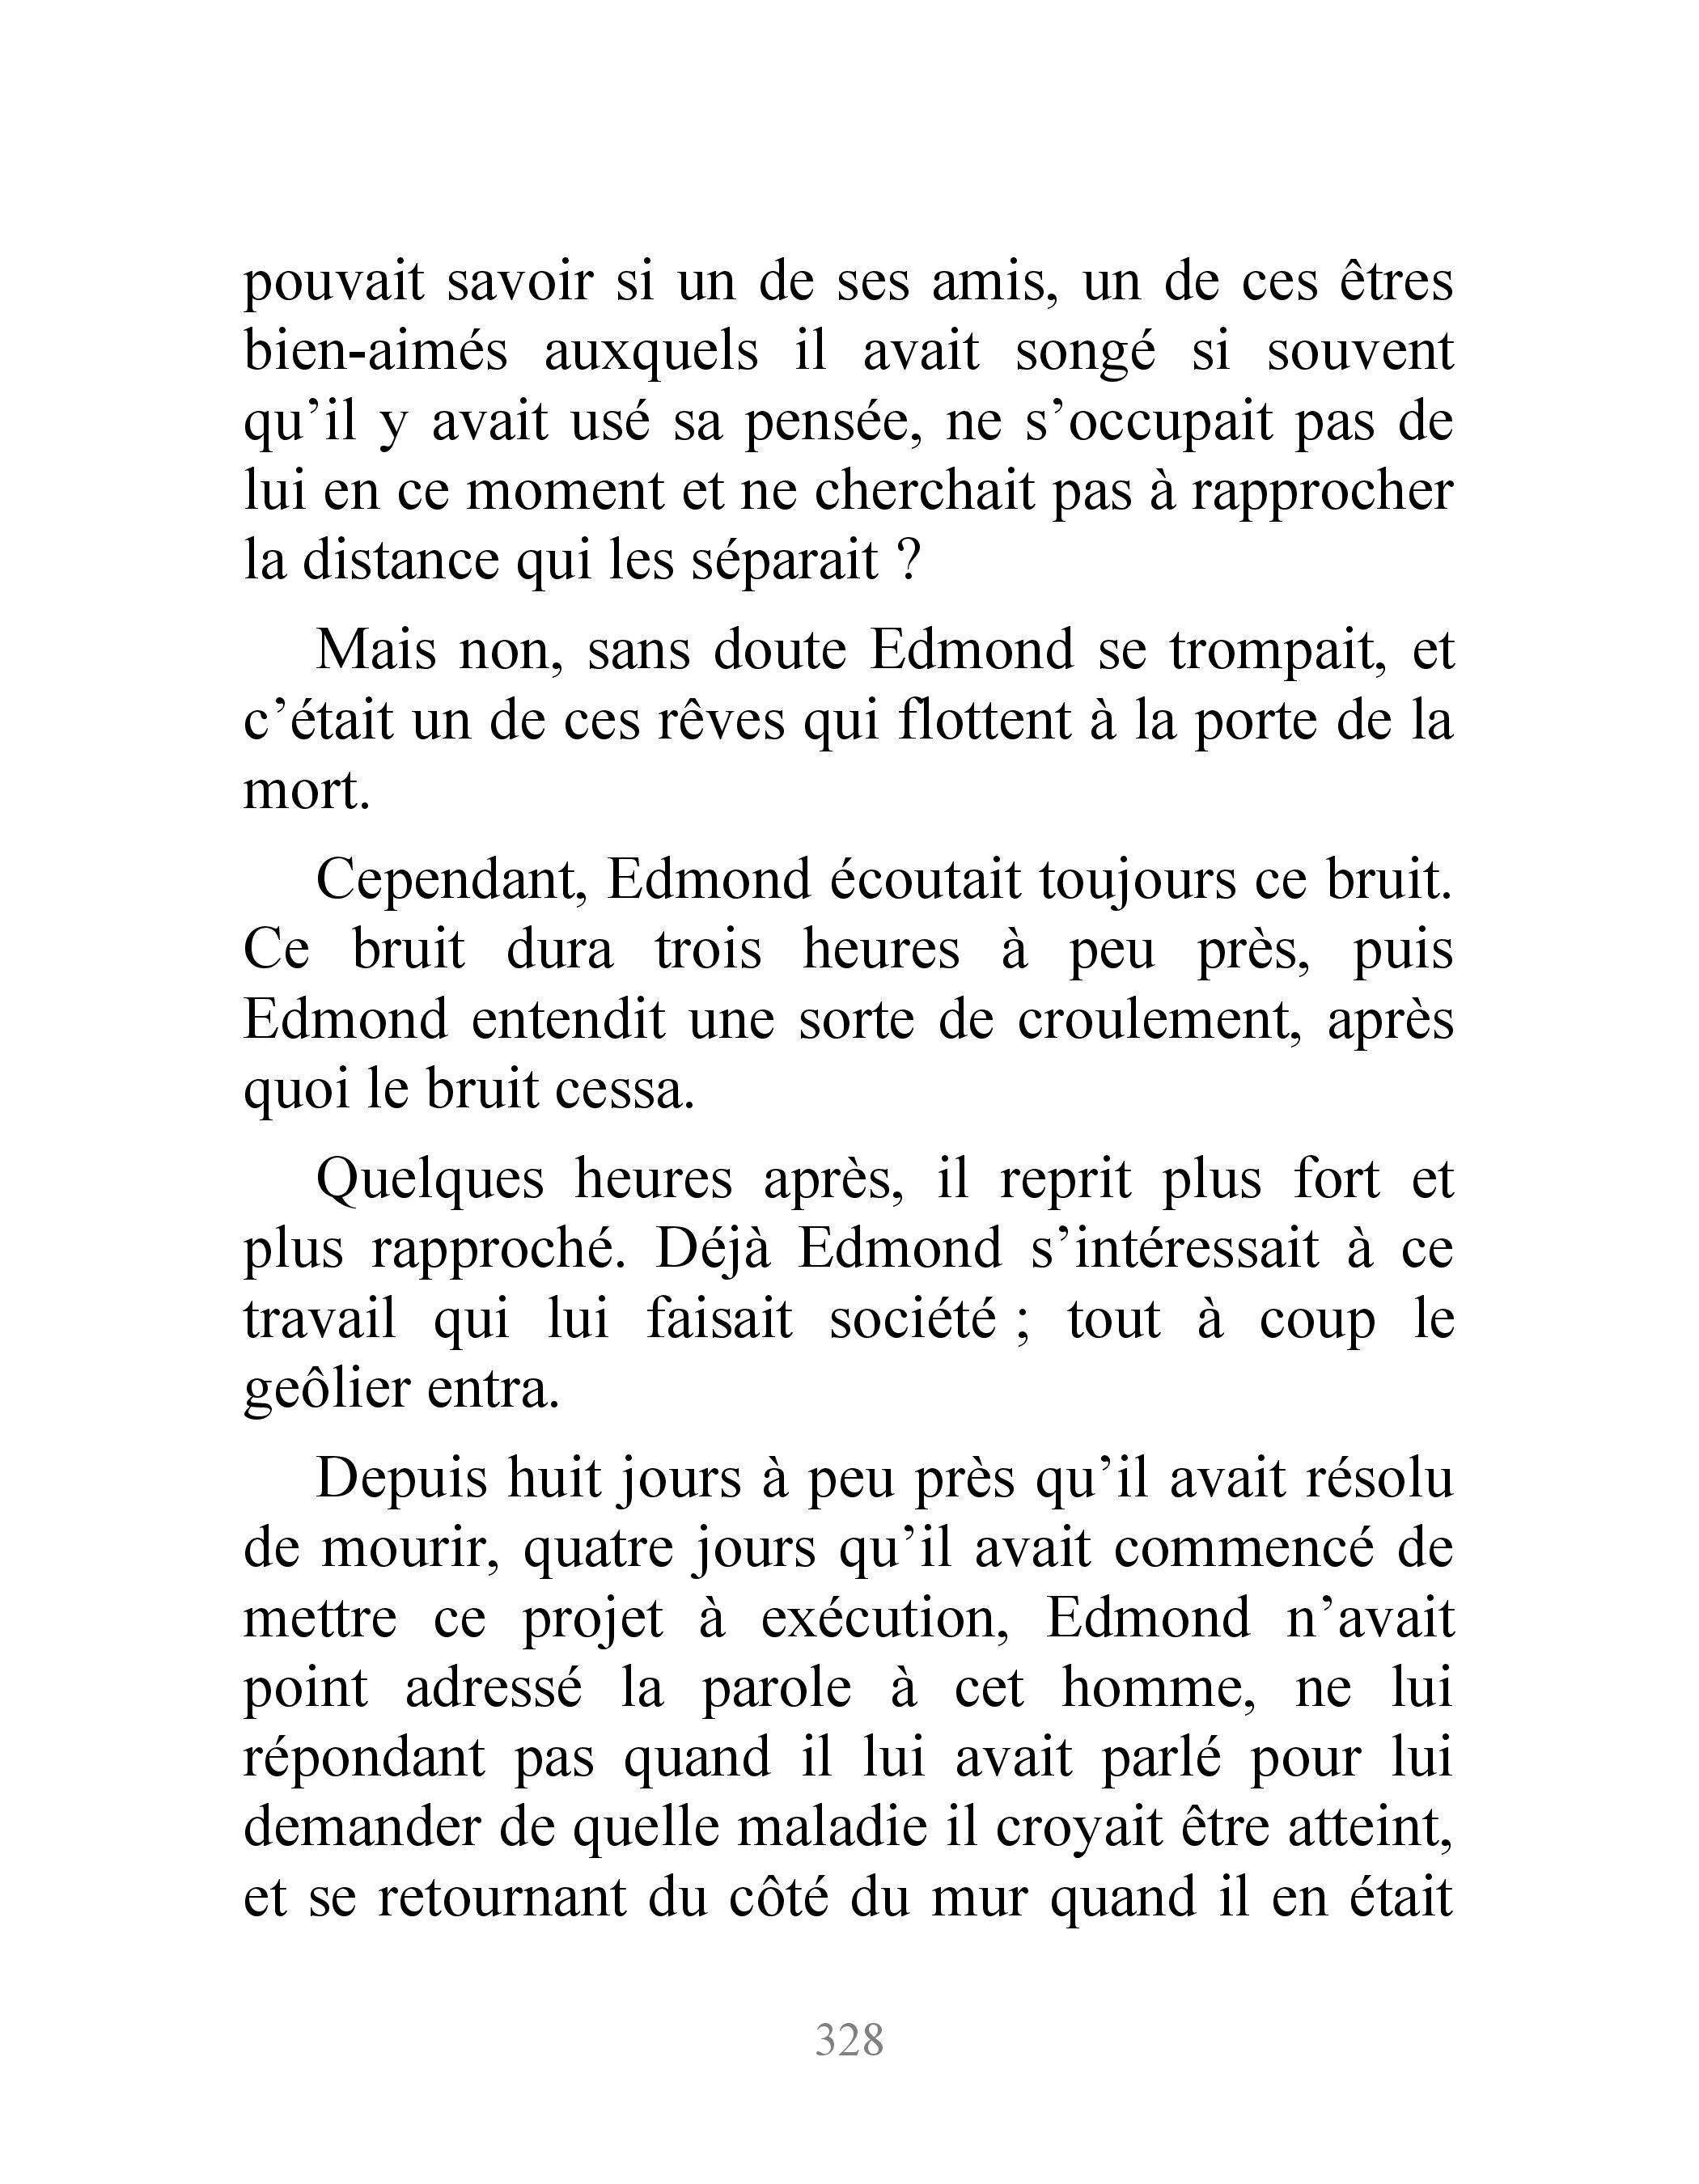 pouvait savoir si un de ses amis, un de ces êtres
bien-aimés auxquels il avait songé si souvent
qu’il y avait usé sa pensée, ne s’occupait pas de
lui en ce moment et ne cherchait pas à rapprocher
la distance qui les séparait ?
Mais non, sans doute Edmond se trompait, et
c’était un de ces rêves qui flottent à la porte de la
mort.
Cependant, Edmond écoutait toujours ce bruit.
Ce bruit dura trois heures à peu près, puis
Edmond entendit une sorte de croulement, après
quoi le bruit cessa.
Quelques heures après, il reprit plus fort et
plus rapproché. Déjà Edmond s’intéressait à ce
travail qui lui faisait société ; tout à coup le
geôlier entra.
Depuis huit jours à peu près qu’il avait résolu
de mourir, quatre jours qu’il avait commencé de
mettre ce projet à exécution, Edmond n’avait
point adressé la parole à cet homme, ne lui
répondant pas quand il lui avait parlé pour lui
demander de quelle maladie il croyait être atteint,
et se retournant du côté du mur quand il en était
328